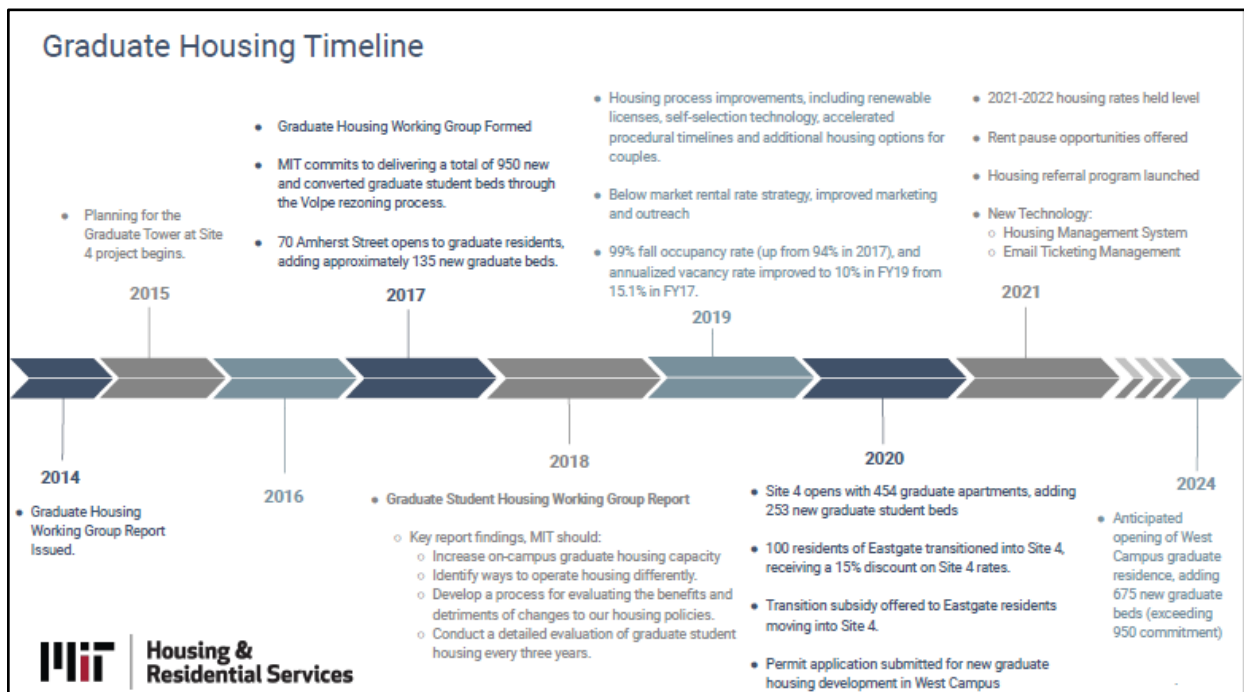 Graduate Housing Timeline
● Planning for the
Graduate Tower at Site
4 project begins.
2015
● Graduate Housing Working Group Formed
● MIT commits to delivering a total of 950 new
and converted graduate student beds through
the Volpe rezoning process.
● 70 Amherst Street opens to graduate residents,
adding approximately 135 new graduate beds.
2017
● Housing process improvements, including renewable
licenses, self-selection technology, accelerated
procedural timelines and additional housing options for
couples.
● Below market rental rate strategy, improved marketing
and outreach
● 99% fall occupancy rate (up from 94% in 2017), and
annualized vacancy rate improved to 10% in FY19 from
15.1% in FY17.
2019
● 2021-2022 housing rates held level
● Rent pause opportunities offered
● Housing referral program launched
● New Technology:
○ Housing Management System
○ Email Ticketing Management
2021
2014
● Graduate Housing
Working Group Report
Issued.
2016
2018
● Graduate Student Housing Working Group Report
○ Key report findings, MIT should:
○ Increase on-campus graduate housing capacity
○ Identify ways to operate housing differently.
○ Develop a process for evaluating the benefits and
detriments of changes to our housing policies.
○ Conduct a detailed evaluation of graduate student
housing every three years.
2020
● Site 4 opens with 454 graduate apartments, adding
253 new graduate student beds
● 100 residents of Eastgate transitioned into Site 4,
receiving a 15% discount on Site 4 rates.
● Transition subsidy offered to Eastgate residents
moving into Site 4.
● Permit application submitted for new graduate
housing development in West Campus
2024
● Anticipated
opening of West
Campus graduate
residence, adding
675 new graduate
beds (exceeding
950 commitment)
MIT
Housing &
Residential Services